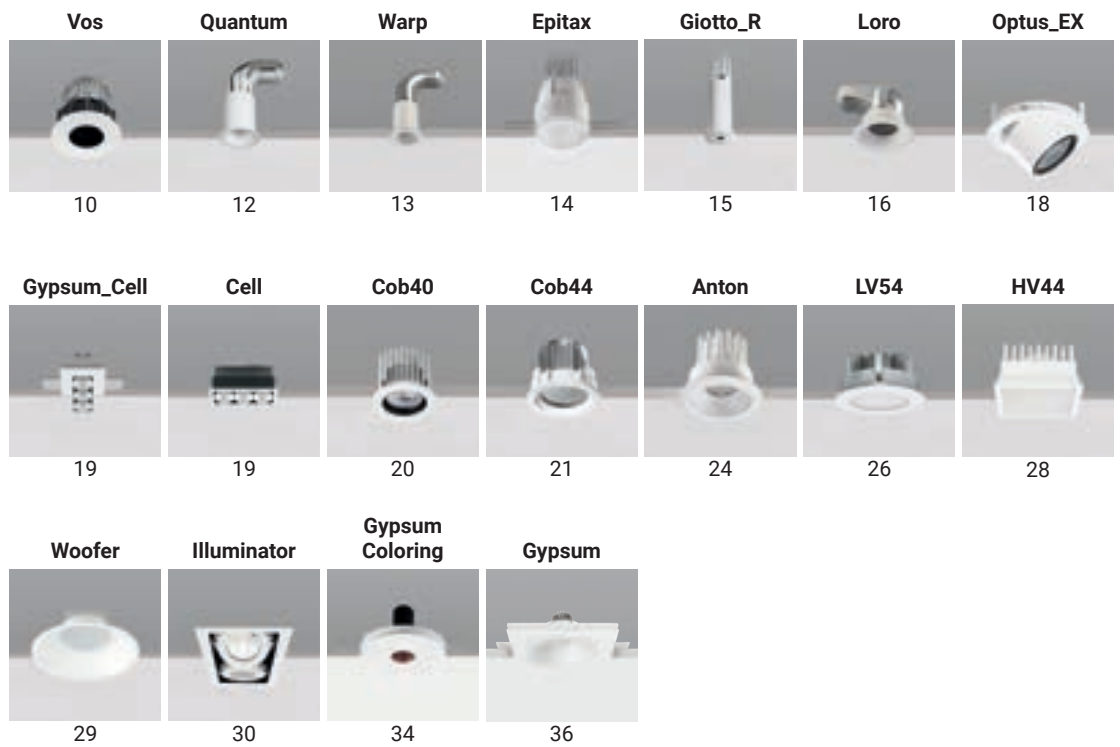 Vos Quantum Warp Epitax Giotto_R Loro Optus_EX
10 12 13 14 15 16 18
Gypsum_Cell Cell Cob40 Cob44 Anton LV54 HV44
19 19 20 21 24 26 28
Woofer Illuminator Gypsum Coloring Gypsum
29 30 34 36